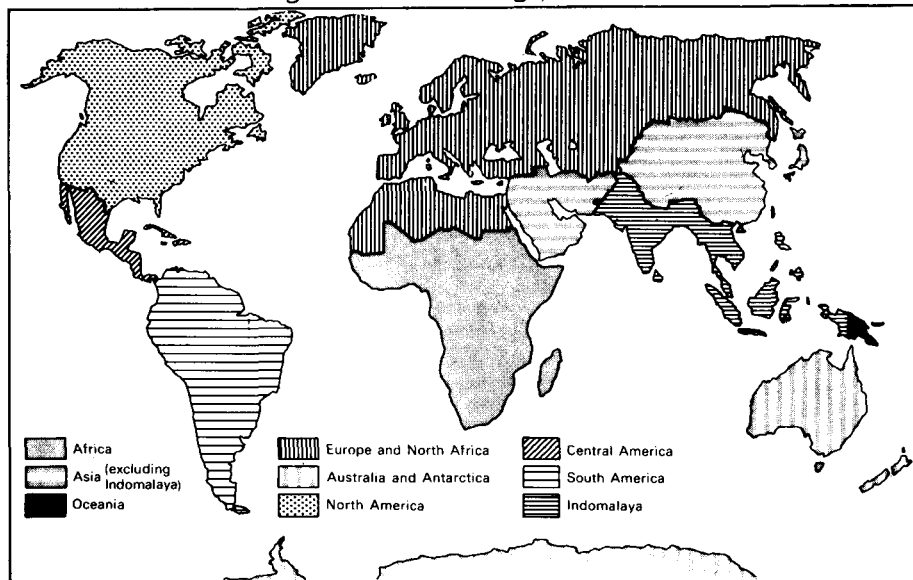 Africa
Asia (excluding Indomalaya)
Oceania
Europe and North Africa
Australia and Antarctica
North America
Central America
South America
Indomalaya